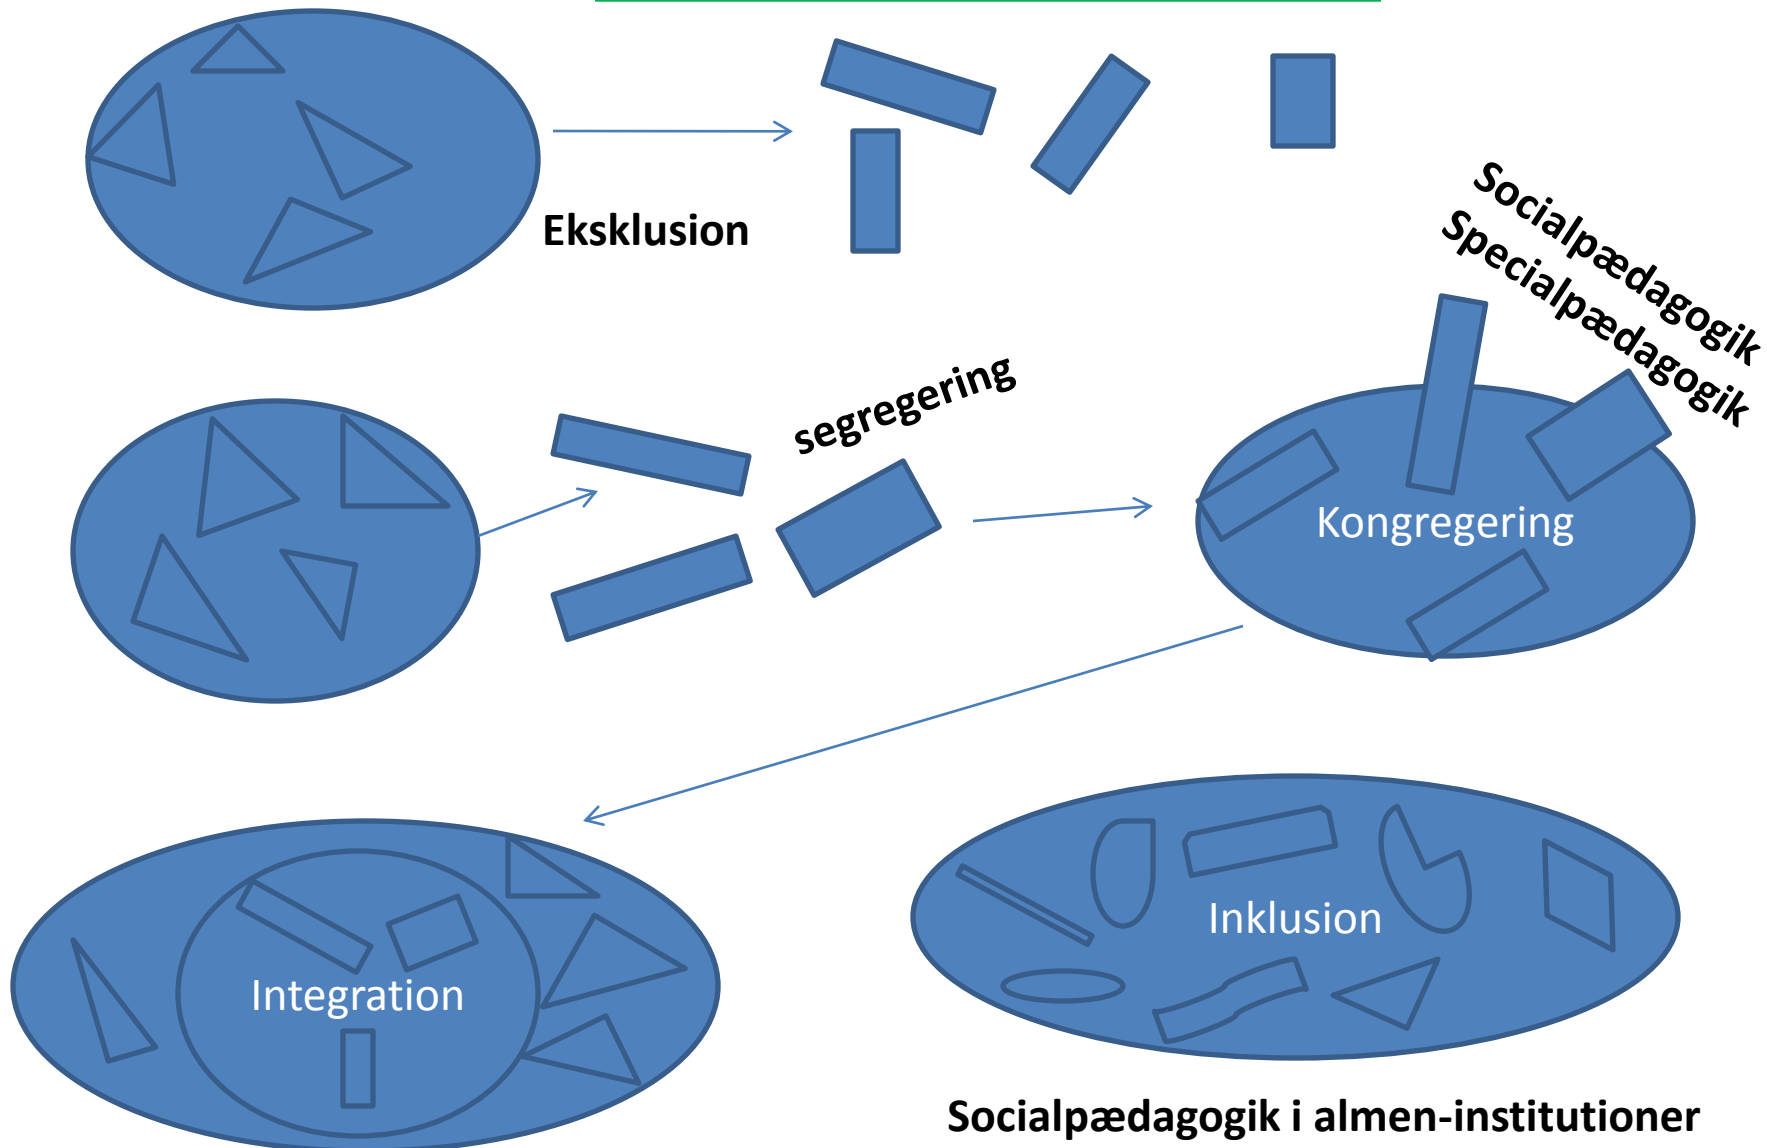 Eksklusion
Socialpædagogik
Specialpædagogik
segregering
Kongregering
Integration
Inklusion
Socialpædagogik i almen-institutioner